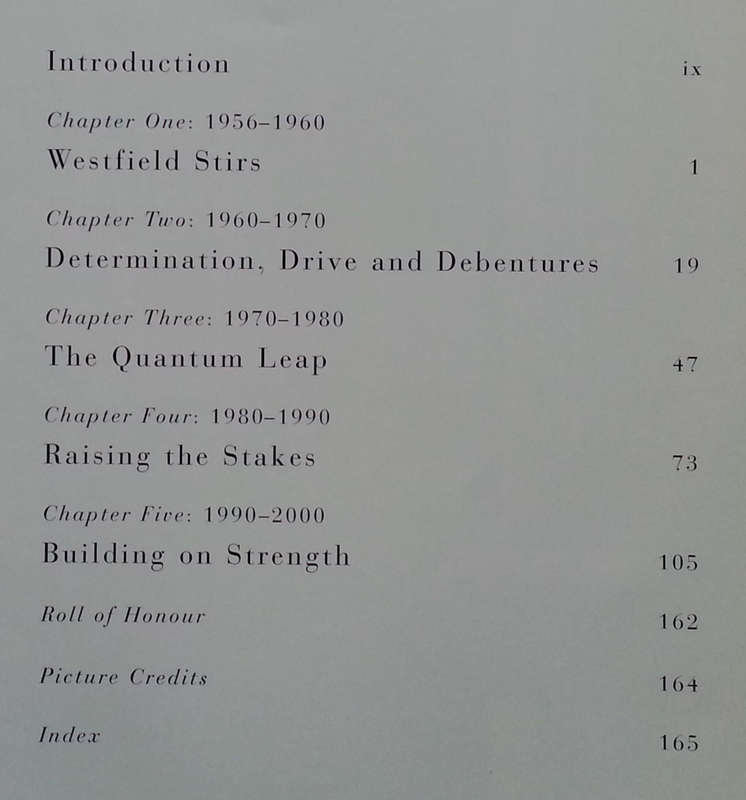 Introduction ix
Chapter One: 1956–1960
Westfield Stirs 1
Chapter Two: 1960–1970
Determination, Drive and Debentures 19
Chapter Three: 1970–1980
The Quantum Leap 47
Chapter Four: 1980–1990
Raising the Stakes 73
Chapter Five: 1990–2000
Building on Strength 105
Roll of Honour 162
Picture Credits 164
Index 165